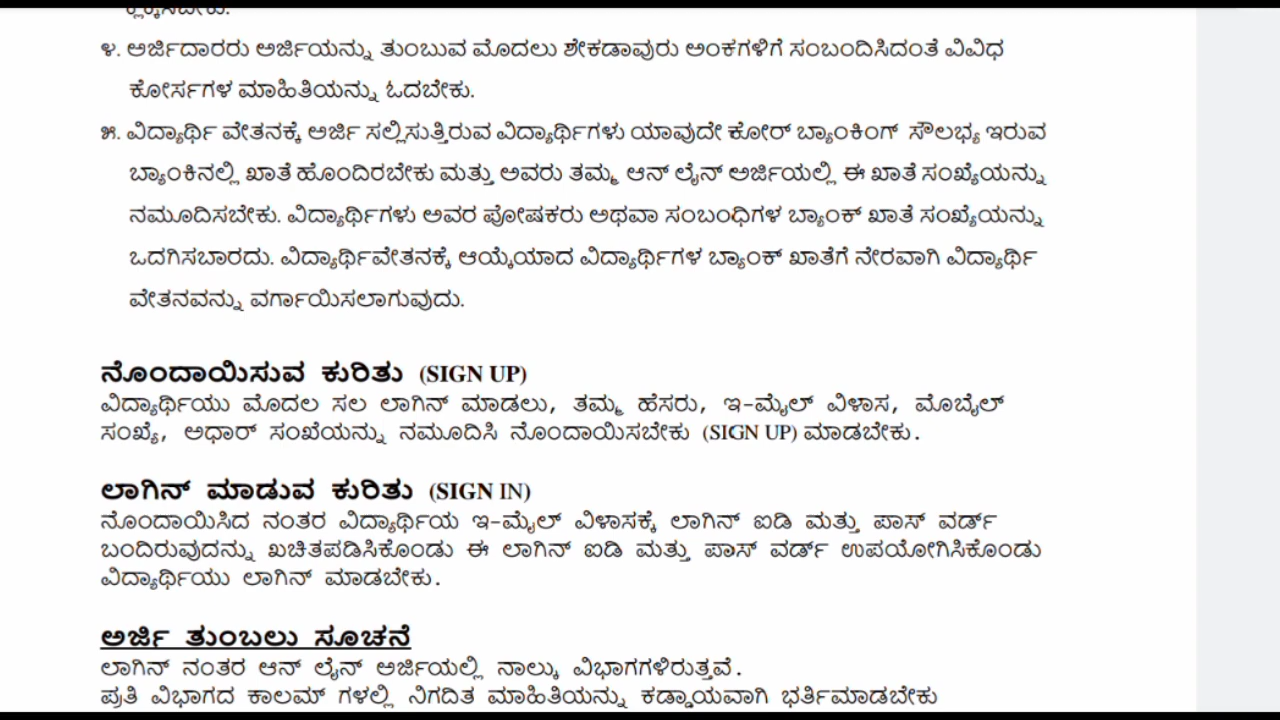 ೪. ಅರ್ಜಿದಾರರು ಅರ್ಜಿಯನ್ನು ತುಂಬುವ ಮೊದಲು ಶೇಕಡಾವುರು ಅಂಕಗಳಿಗೆ ಸಂಬಂದಿಸಿದಂತೆ ವಿವಿಧ
ಕೋರ್ಸಗಳ ಮಾಹಿತಿಯನ್ನು ಓದಬೇಕು.
೫. ವಿದ್ಯಾರ್ಥಿ ವೇತನಕ್ಕೆ ಅರ್ಜಿ ಸಲ್ಲಿಸುತ್ತಿರುವ ವಿದ್ಯಾರ್ಥಿಗಳು ಯಾವುದೇ ಕೋರ್ ಬ್ಯಾಂಕಿಂಗ್ ಸೌಲಭ್ಯ ಇರುವ
ಬ್ಯಾಂಕಿನಲ್ಲಿ ಖಾತೆ ಹೊಂದಿರಬೇಕು ಮತ್ತು ಅವರು ತಮ್ಮ ಆನ್ ಲೈನ್ ಅರ್ಜಿಯಲ್ಲಿ ಈ ಖಾತೆ ಸಂಖ್ಯೆಯನ್ನು
ನಮೂದಿಸಬೇಕು. ವಿದ್ಯಾರ್ಥಿಗಳು ಅವರ ಪೋಷಕರು ಅಥವಾ ಸಂಬಂಧಿಗಳ ಬ್ಯಾಂಕ್ ಖಾತೆ ಸಂಖ್ಯೆಯನ್ನು
ಒದಗಿಸಬಾರದು. ವಿದ್ಯಾರ್ಥಿವೇತನಕ್ಕೆ ಆಯ್ಕೆಯಾದ ವಿದ್ಯಾರ್ಥಿಗಳ ಬ್ಯಾಂಕ್ ಖಾತೆಗೆ ನೇರವಾಗಿ ವಿದ್ಯಾರ್ಥಿ
ವೇತನವನ್ನು ವರ್ಗಾಯಿಸಲಾಗುವುದು.
ನೊಂದಾಯಿಸುವ ಕುರಿತು (SIGN UP)
ವಿದ್ಯಾರ್ಥಿಯು ಮೊದಲ ಸಲ ಲಾಗಿನ್ ಮಾಡಲು, ತಮ್ಮ ಹೆಸರು, ಇ-ಮೈಲ್ ವಿಳಾಸ, ಮೊಬೈಲ್
ಸಂಖ್ಯೆ, ಅಧಾರ್ ಸಂಖೆಯನ್ನು ನಮೂದಿಸಿ ನೊಂದಾಯಿಸಬೇಕು (SIGN UP) ಮಾಡಬೇಕು.
ಲಾಗಿನ್ ಮಾಡುವ ಕುರಿತು (SIGN IN)
ನೊಂದಾಯಿಸಿದ ನಂತರ ವಿದ್ಯಾರ್ಥಿಯ ಇ-ಮೈಲ್ ವಿಳಾಸಕ್ಕೆ ಲಾಗಿನ್ ಐಡಿ ಮತ್ತು ಪಾಸ್ ವರ್ಡ್
ಬಂದಿರುವುದನ್ನು ಖಚಿತಪಡಿಸಿಕೊಂಡು ಈ ಲಾಗಿನ್ ಐಡಿ ಮತ್ತು ಪಾಸ್ ವರ್ಡ್ ಉಪಯೋಗಿಸಿಕೊಂಡು
ವಿದ್ಯಾರ್ಥಿಯು ಲಾಗಿನ್ ಮಾಡಬೇಕು.
ಅರ್ಜಿ ತುಂಬಲು ಸೂಚನೆ
ಲಾಗಿನ್ ನಂತರ ಆನ್ ಲೈನ್ ಅರ್ಜಿಯಲ್ಲಿ ನಾಲ್ಕು ವಿಭಾಗಗಳಿರುತ್ತವೆ.
ಪ್ರತಿ ವಿಭಾಗದ ಕಾಲಮ್ ಗಳಲ್ಲಿ ನಿಗದಿತ ಮಾಹಿತಿಯನ್ನು ಕಡ್ಡಾಯವಾಗಿ ಭರ್ತಿಮಾಡಬೇಕು